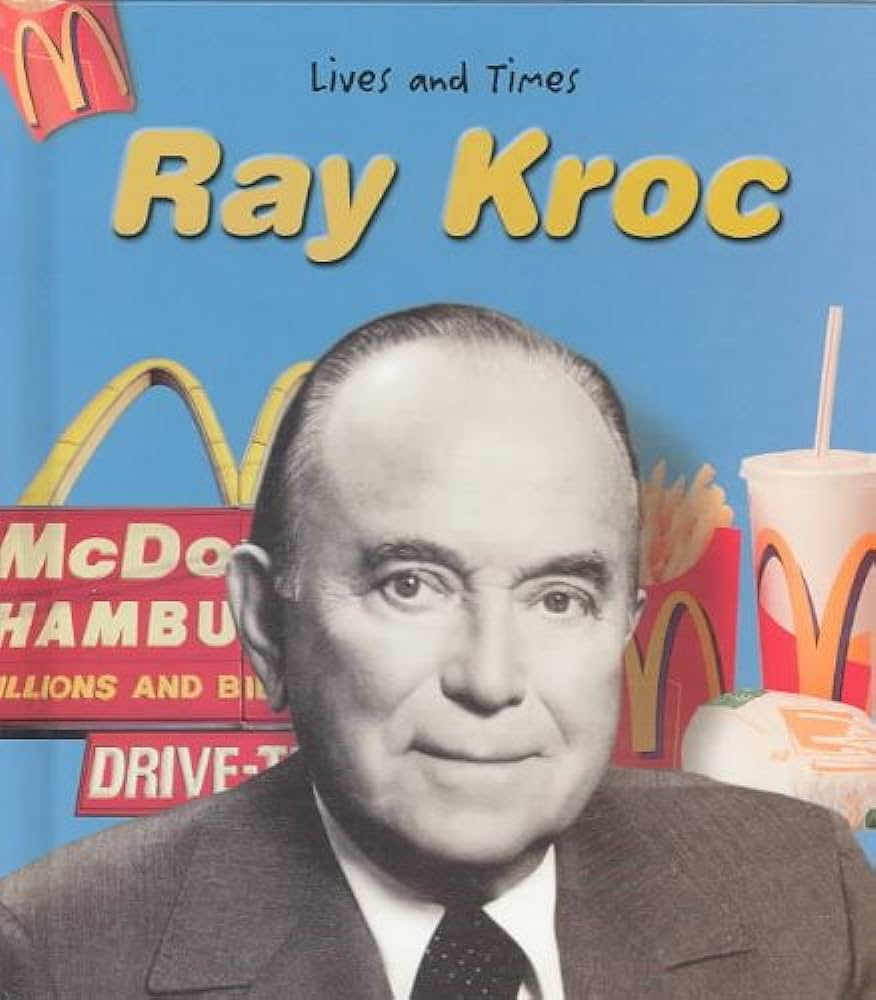 Lives and Times
Ray Kroc
McDo
HAMBU
ILLIONS AND BI
DRIVE-T